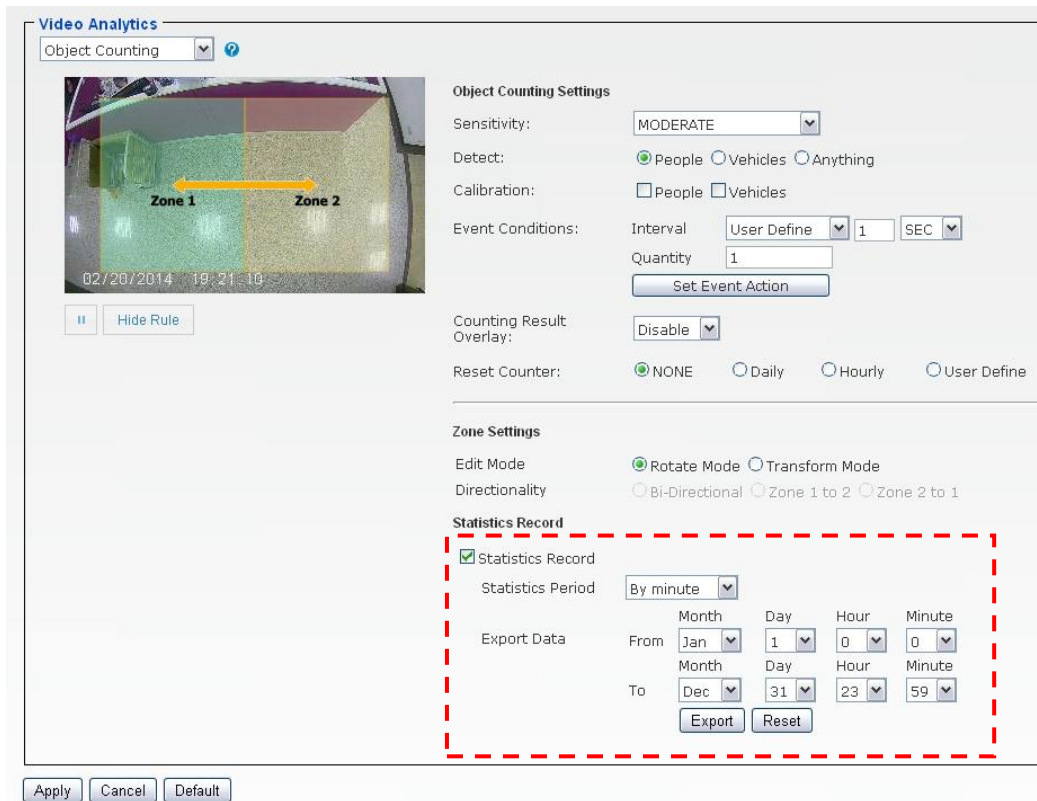 Video Analytics
Object Counting
Zone 1 Zone 2
02/20/2014 19:21:10
Hide Rule
Object Counting Settings
Sensitivity: MODERATE
Detect: People Vehicles Anything
Calibration: People Vehicles
Event Conditions: Interval User Define 1 SEC
Quantity 1
Set Event Action
Counting Result
Overlay: Disable
Reset Counter: NONE Daily Hourly User Define
Zone Settings
Edit Mode Rotate Mode Transform Mode
Directionality Bi-Directional Zone 1 to 2 Zone 2 to 1
Statistics Record
Statistics Record
Statistics Period By minute
Month Day Hour Minute
Export Data From Jan 1 0 0
Month Day Hour Minute
To Dec 31 23 59
Export Reset
Apply Cancel Default